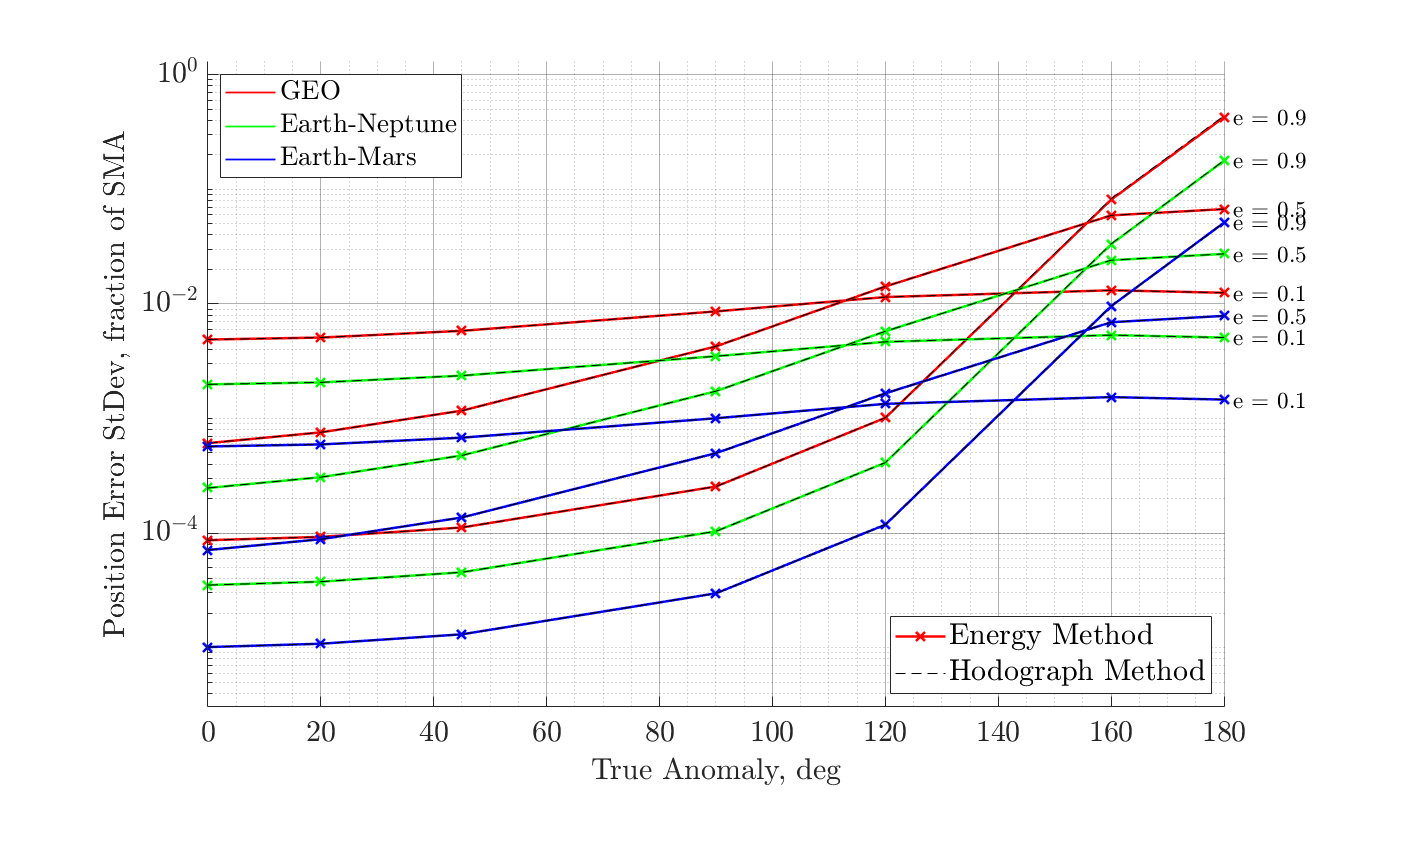 10^0
10^−2
10^−4
Position Error StDev, fraction of SMA
GEO
Earth-Neptune
Earth-Mars
e = 0.9
e = 0.9
e = 0.5
e = 0.9
e = 0.5
e = 0.1
e = 0.5
e = 0.1
e = 0.1
Energy Method
Hodograph Method
0 20 40 60 80 100 120 140 160 180
True Anomaly, deg